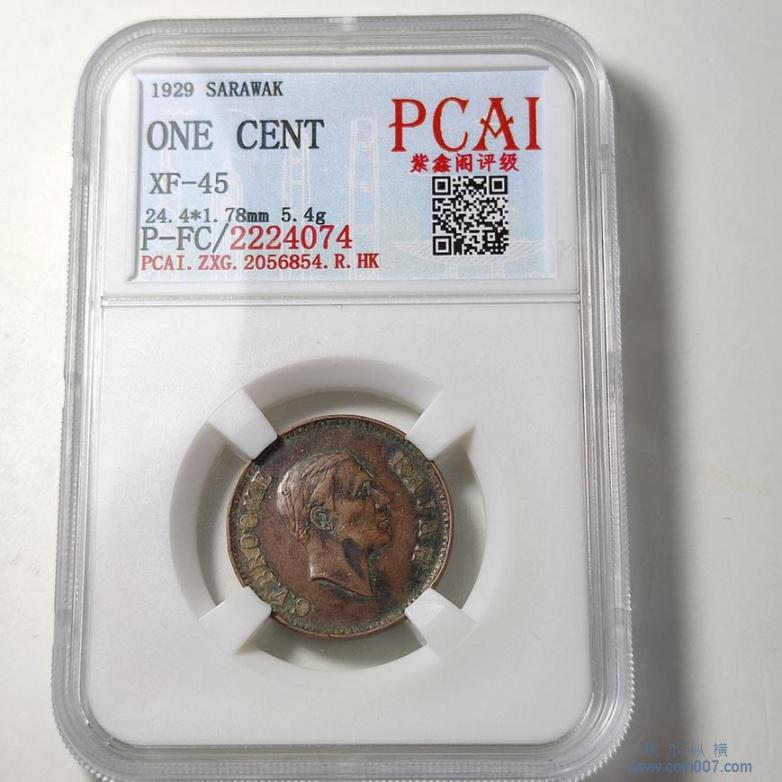 1929 SARAWAK
ONE CENT
XF-45
24.4*1.78mm 5.4g
P-FC/2224074
PCAI.ZXG.2056854.R.HK
PCAI
紫鑫阁评级
C.V.BROOKE RAJAH
钱币纵横
www.coin007.com